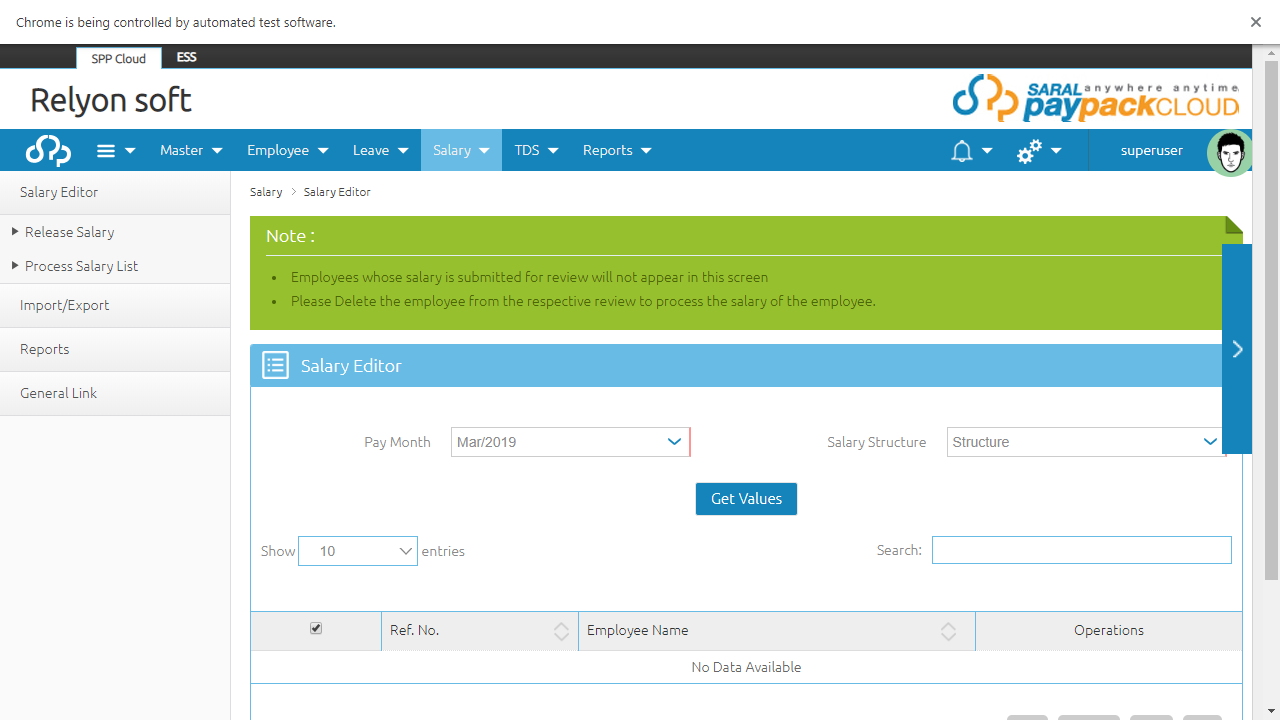 Chrome is being controlled by automated test software.
SPP Cloud ESS
Relyon soft
SARAL anywhere anytime
paypackCLOUD
Master Employee Leave Salary TDS Reports superuser
Salary Editor
Release Salary
Process Salary List
Import/Export
Reports
General Link
Salary > Salary Editor
Note :
• Employees whose salary is submitted for review will not appear in this screen
• Please Delete the employee from the respective review to process the salary of the employee.
Salary Editor
Pay Month Mar/2019 Salary Structure Structure
Get Values
Show 10 entries Search:
Ref. No. Employee Name Operations
No Data Available